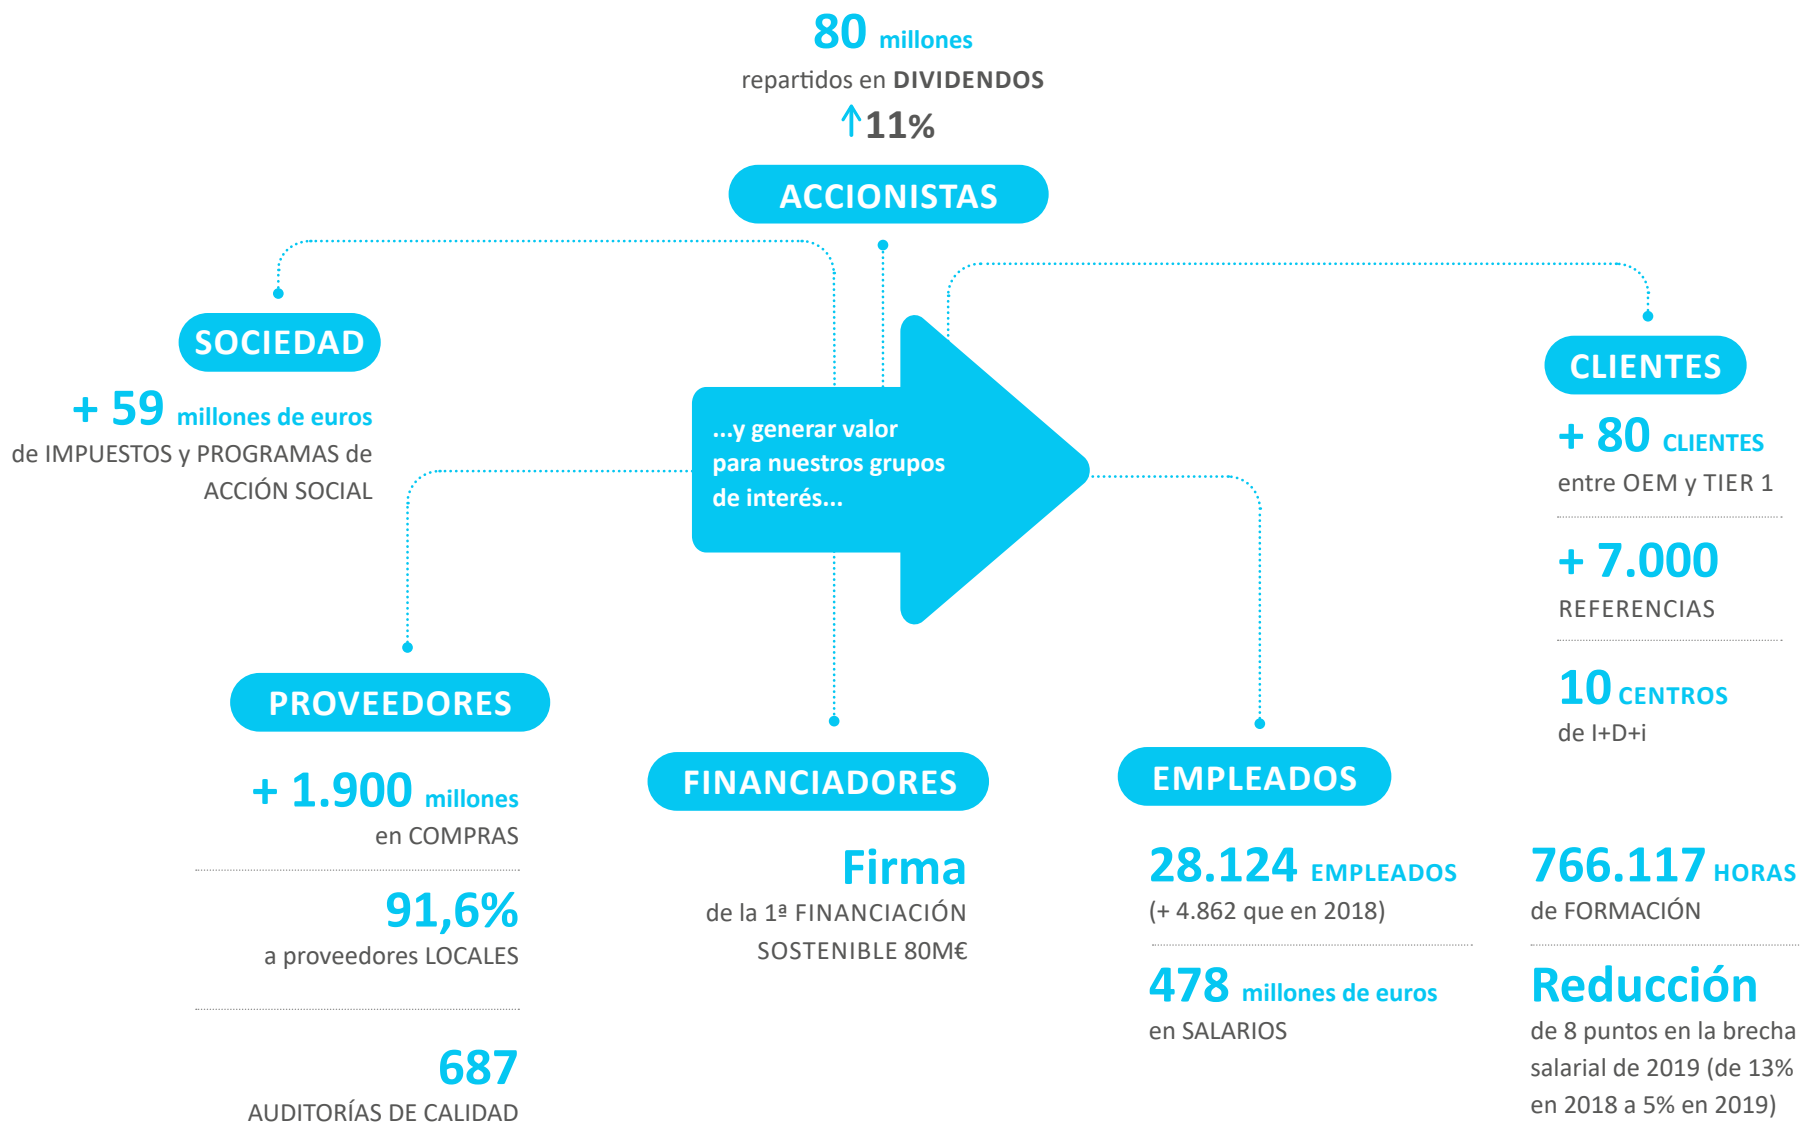 80 millones
repartidos en DIVIDENDOS
↑11%
ACCIONISTAS
SOCIEDAD
+ 59 millones de euros
de IMPUESTOS y PROGRAMAS de
ACCIÓN SOCIAL
...y generar valor
para nuestros grupos
de interés...
CLIENTES
+ 80 CLIENTES
entre OEM y TIER 1
+ 7.000
REFERENCIAS
10 CENTROS
de I+D+i
PROVEEDORES
+ 1.900 millones
en COMPRAS
91,6%
a proveedores LOCALES
687
AUDITORÍAS DE CALIDAD
FINANCIADORES
Firma
de la 1ª FINANCIACIÓN
SOSTENIBLE 80M€
EMPLEADOS
28.124 EMPLEADOS
(+ 4.862 que en 2018)
478 millones de euros
en SALARIOS
766.117 HORAS
de FORMACIÓN
Reducción
de 8 puntos en la brecha
salarial de 2019 (de 13%
en 2018 a 5% en 2019)